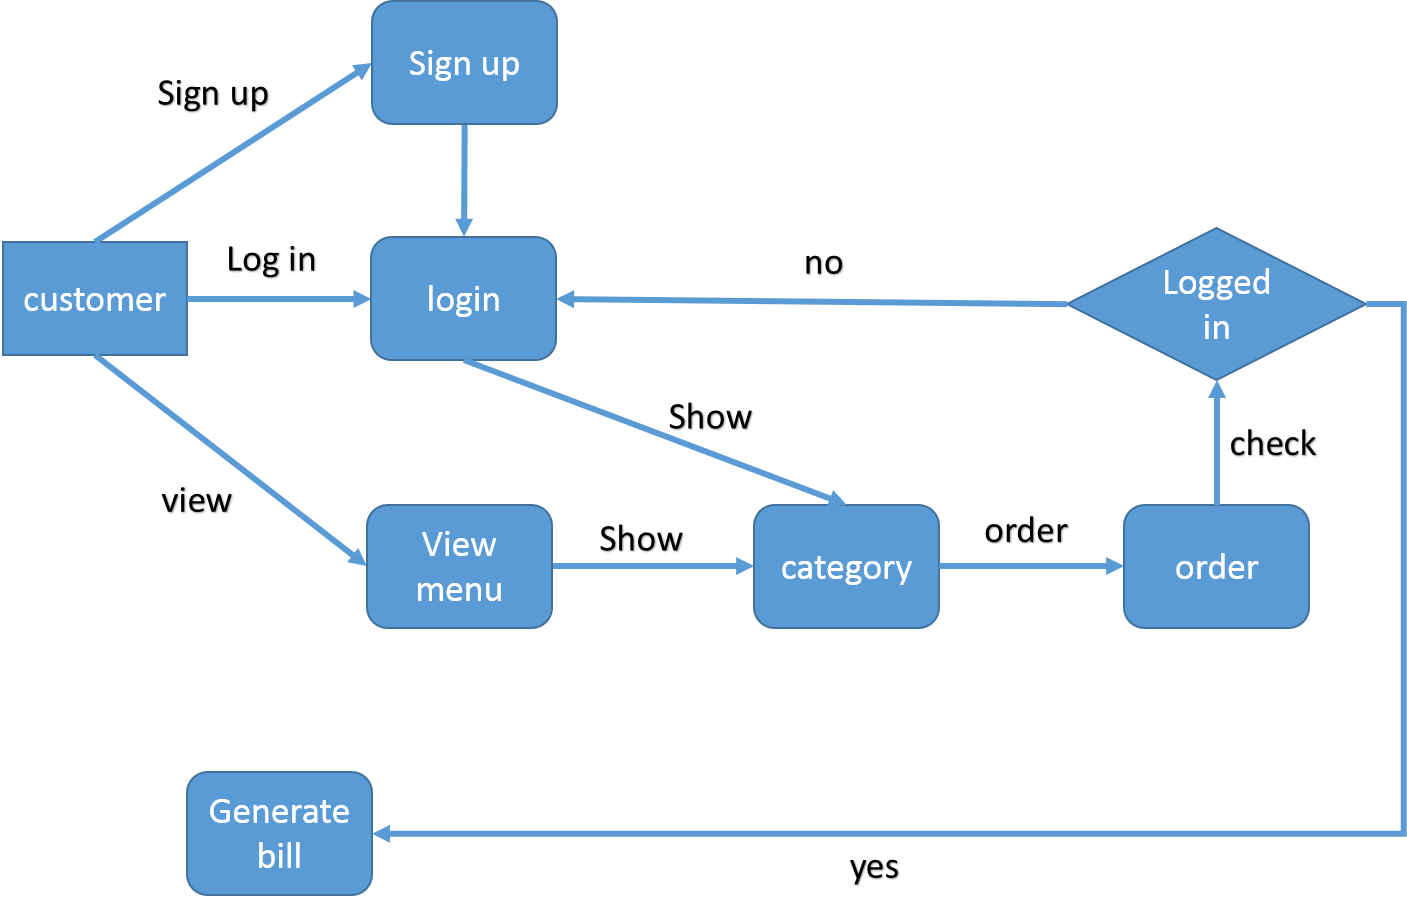 Sign up
Sign up
Log in
customer
login
no
Logged
in
Show
check
view
View
menu
Show
category
order
order
Generate
bill
yes